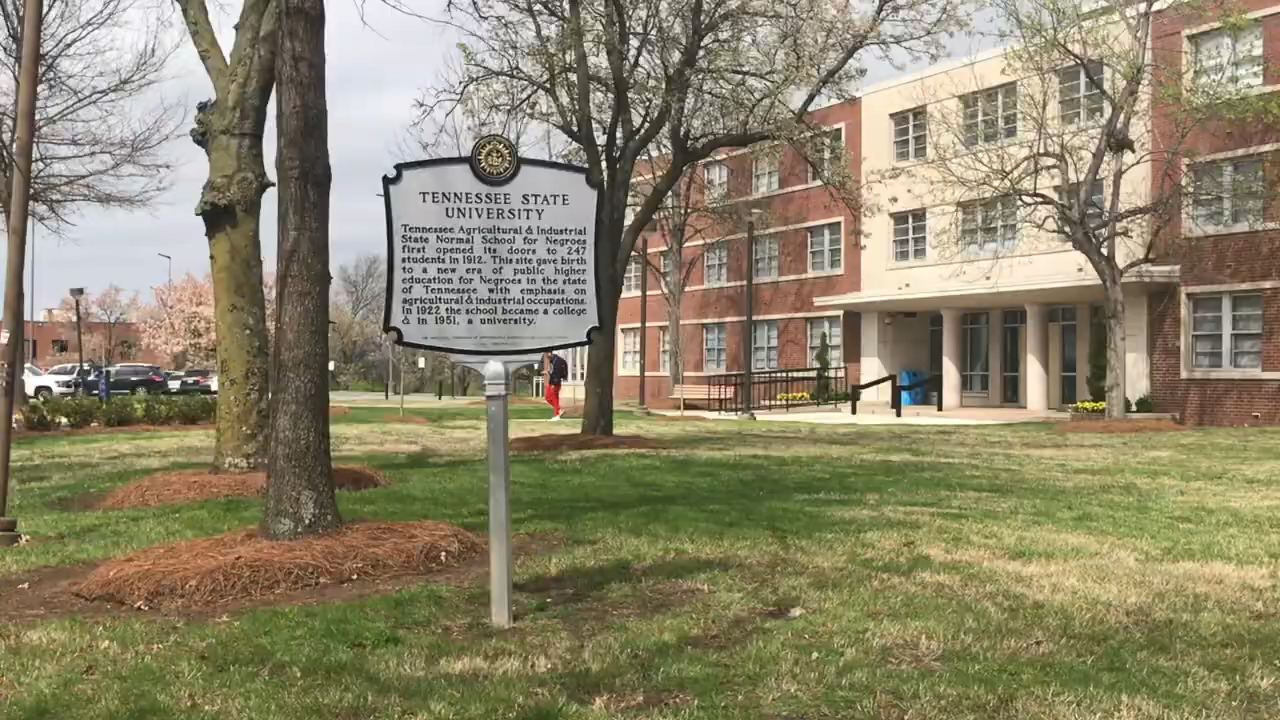 TENNESSEE STATE
UNIVERSITY
Tennessee Agricultural & Industrial
State Normal School for Negroes
first opened its doors to 247
students in 1912. This site gave birth
to a new era of public higher
education for Negroes in the state
of Tennessee with emphasis on
agricultural & industrial occupations.
In 1922 the school became a college
& in 1951, a university.